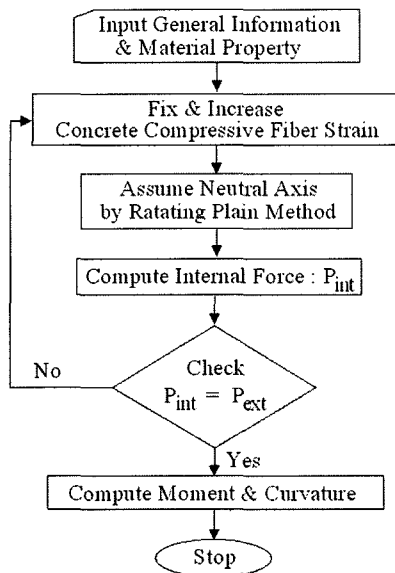 Input General Information
& Material Property
Fix & Increase
Concrete Compressive Fiber Strain
Assume Neutral Axis
by Ratating Plain Method
Compute Internal Force : Pint
Check
Pint = Pext
No
Yes
Compute Moment & Curvature
Stop